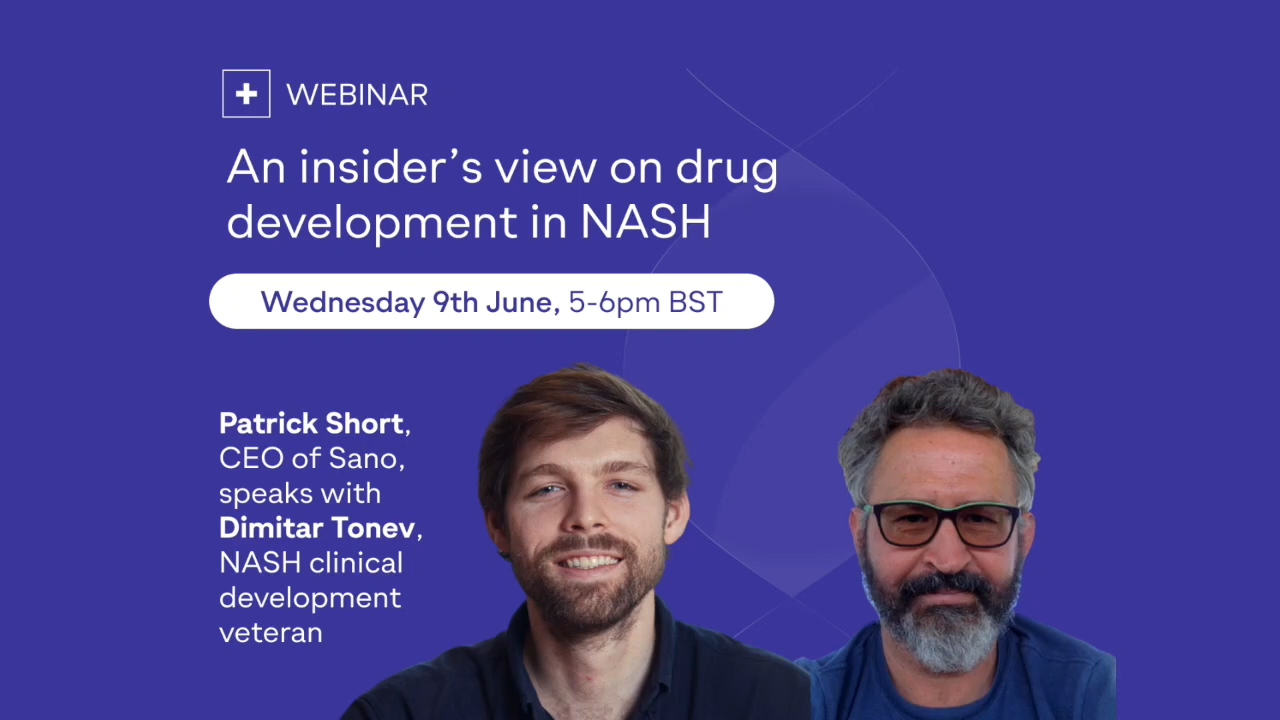 WEBINAR
An insider’s view on drug
development in NASH
Wednesday 9th June, 5-6pm BST
Patrick Short,
CEO of Sano,
speaks with
Dimitar Tonev,
NASH clinical
development
veteran